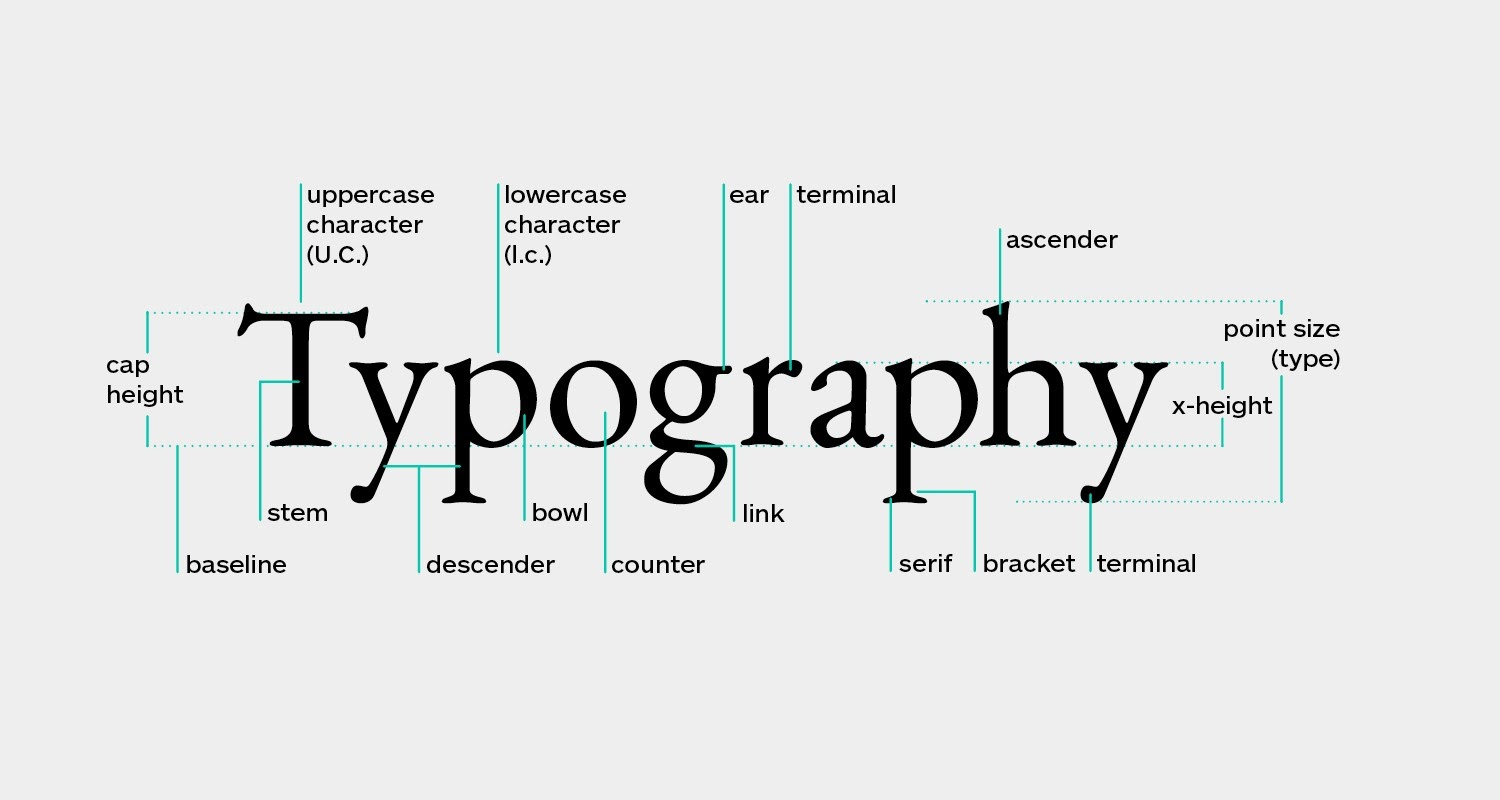 uppercase
character
(U.C.)
lowercase
character
(l.c.)
ear
terminal
ascender
point size
(type)
cap
height
Typography
x-height
stem
bowl
link
baseline
descender
counter
serif
bracket
terminal